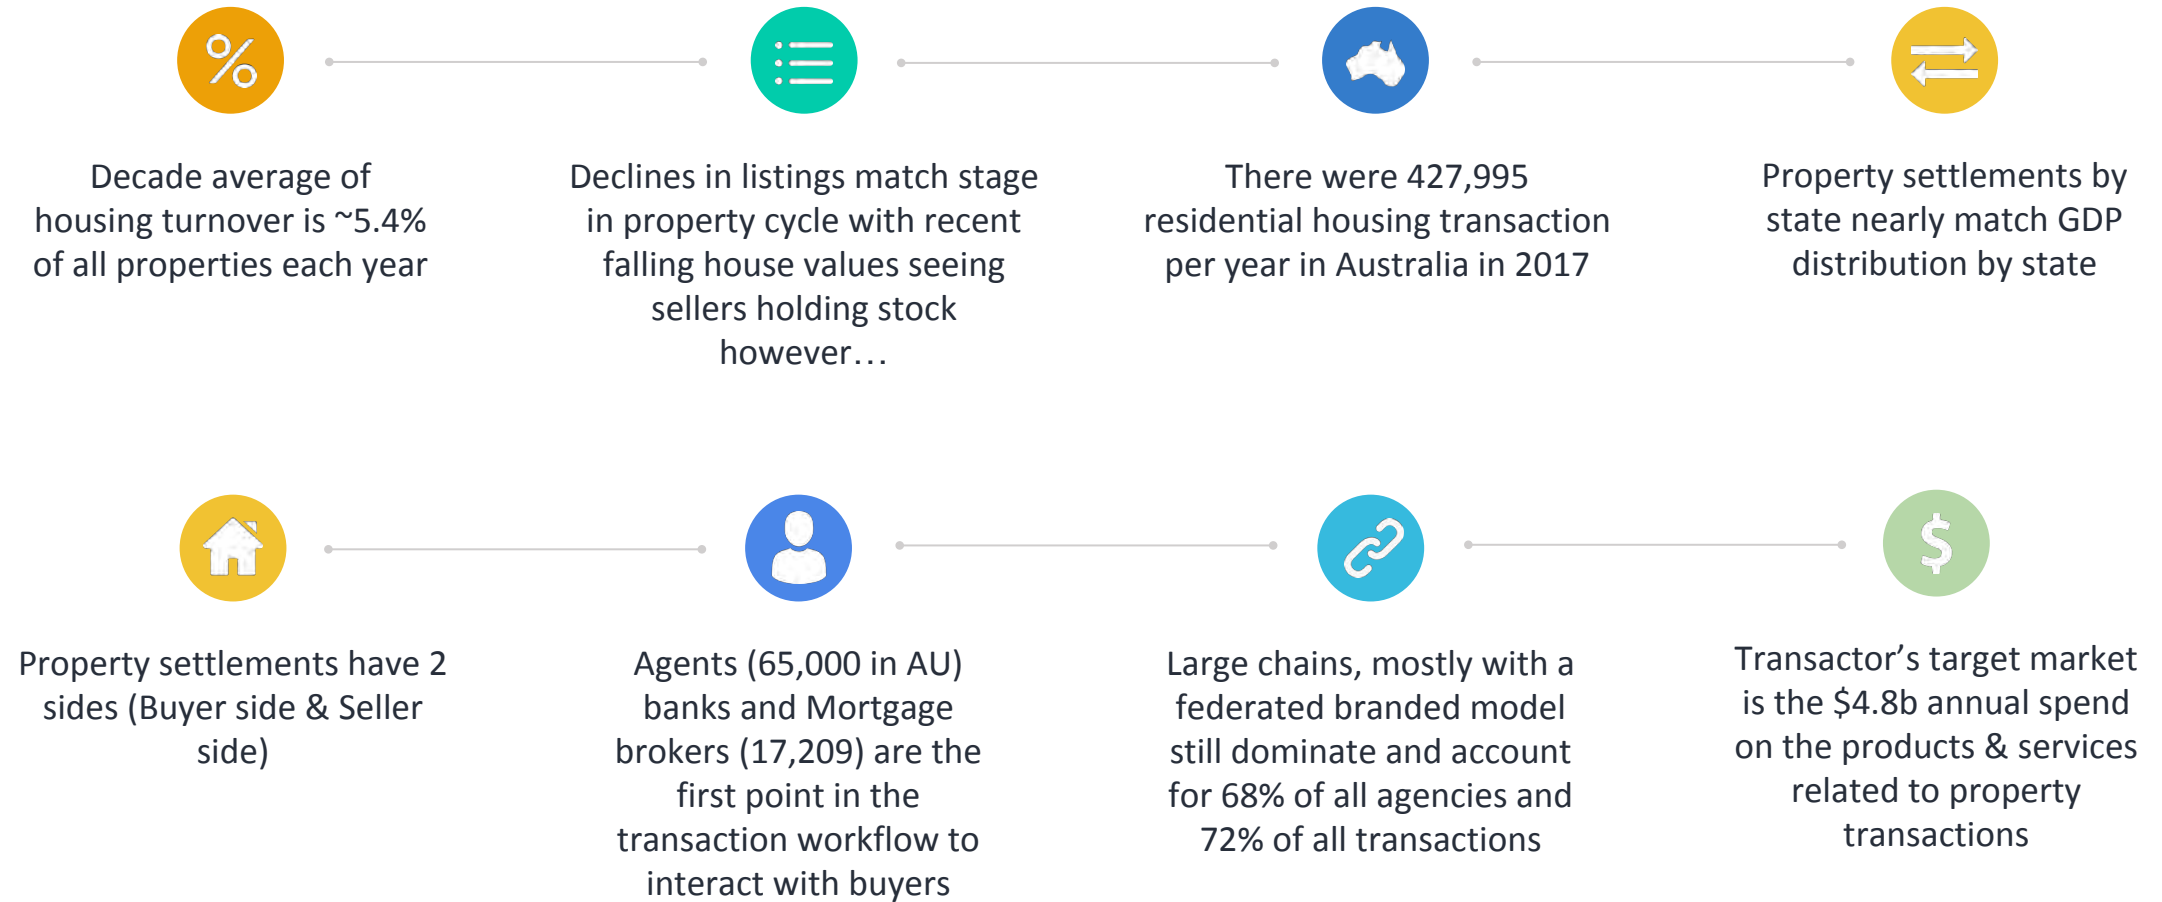 Decade average of
housing turnover is ~5.4%
of all properties each year
Declines in listings match stage
in property cycle with recent
falling house values seeing
sellers holding stock
however…
There were 427,995
residential housing transaction
per year in Australia in 2017
Property settlements by
state nearly match GDP
distribution by state
Property settlements have 2
sides (Buyer side & Seller
side)
Agents (65,000 in AU)
banks and Mortgage
brokers (17,209) are the
first point in the
transaction workflow to
interact with buyers
Large chains, mostly with a
federated branded model
still dominate and account
for 68% of all agencies and
72% of all transactions
Transactor’s target market
is the $4.8b annual spend
on the products & services
related to property
transactions